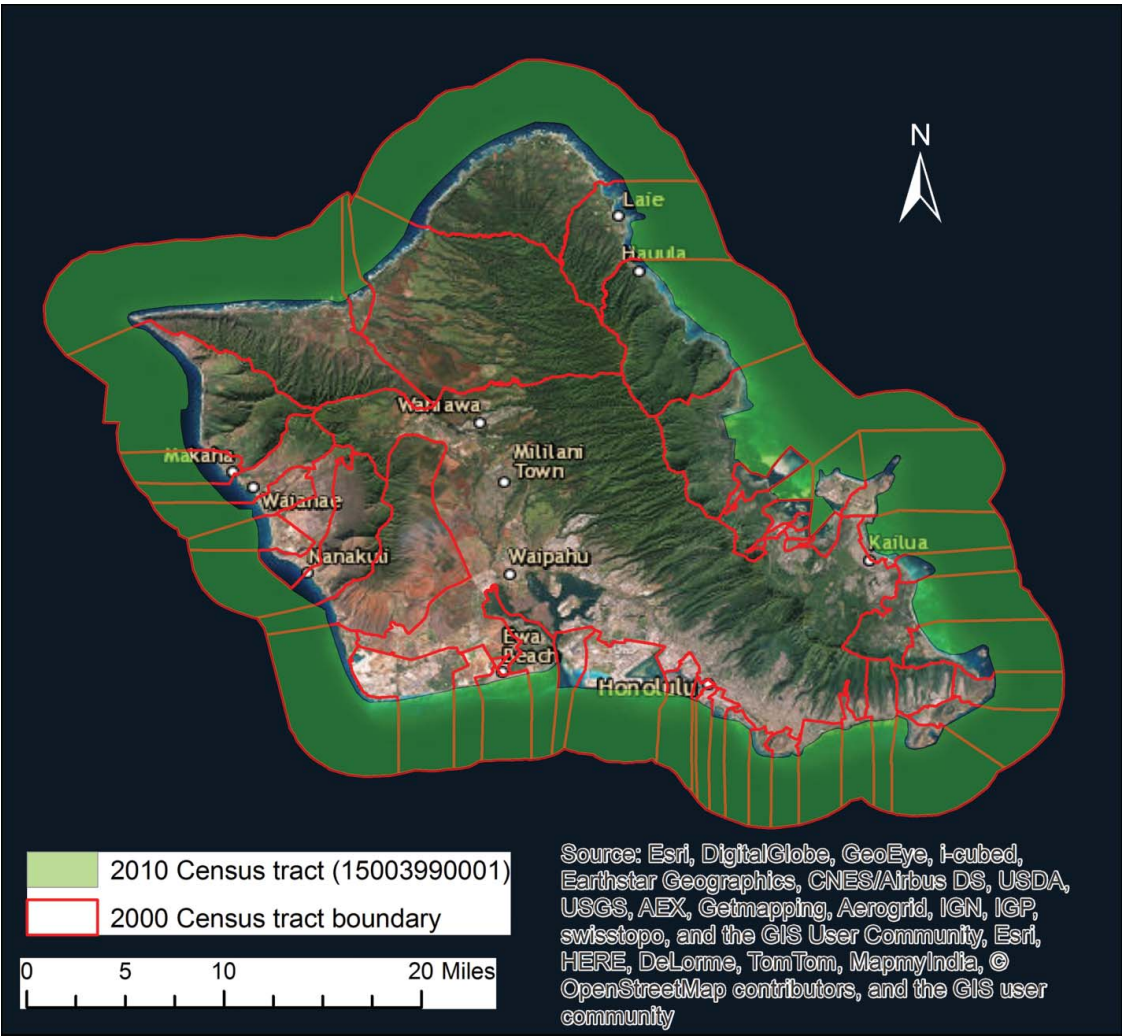 N
Laie
Hauula
Wahiawa
Makaha
Mililani
Town
Waianae
Nanakuli
Waipahu
Kailua
Ewa
Beach
Honolulu
2010 Census tract (15003990001)
2000 Census tract boundary
0 5 10 20 Miles
Source: Esri, DigitalGlobe, GeoEye, i-cubed,
Earthstar Geographics, CNES/Airbus DS, USDA,
USGS, AEX, Getmapping, Aerogrid, IGN, IGP,
swisstopo, and the GIS User Community, Esri,
HERE, DeLorme, TomTom, MapmyIndia, ©
OpenStreetMap contributors, and the GIS user
community